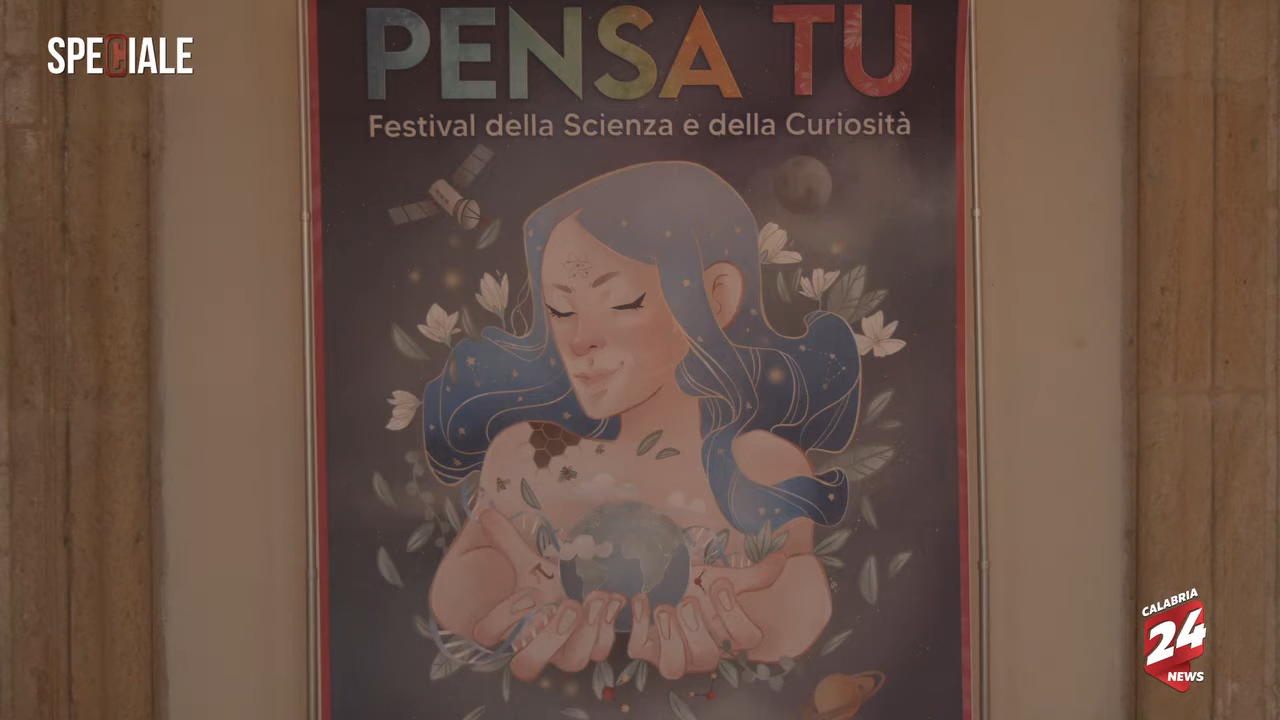 PENSA TU
SPECIALE
Festival della Scienza e della Curiosità
π
CALABRIA
24
NEWS